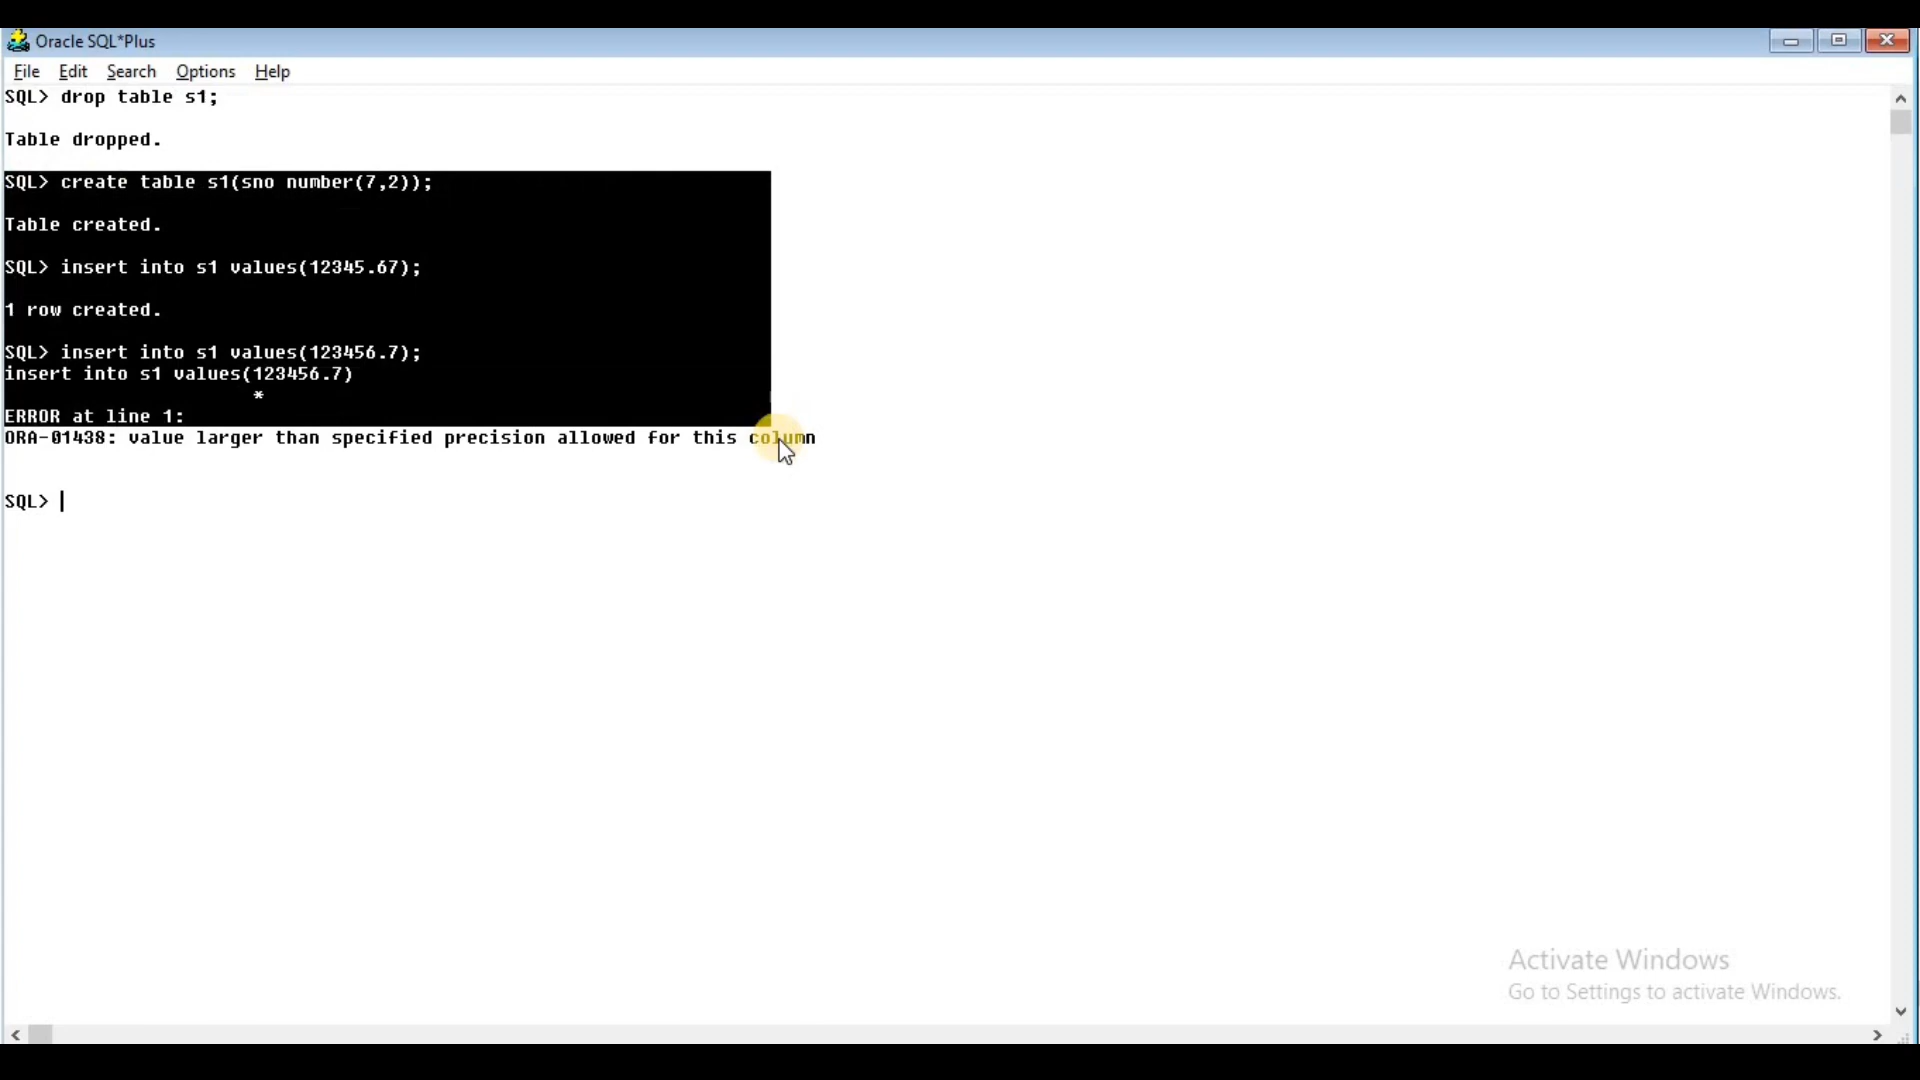 Oracle SQL*Plus
File Edit Search Options Help
SQL> drop table s1;
Table dropped.
SQL> create table s1(sno number(7,2));
Table created.
SQL> insert into s1 values(12345.67);
1 row created.
SQL> insert into s1 values(123456.7);
insert into s1 values(123456.7)
*
ERROR at line 1:
ORA-01438: value larger than specified precision allowed for this column
SQL>
Activate Windows
Go to Settings to activate Windows.